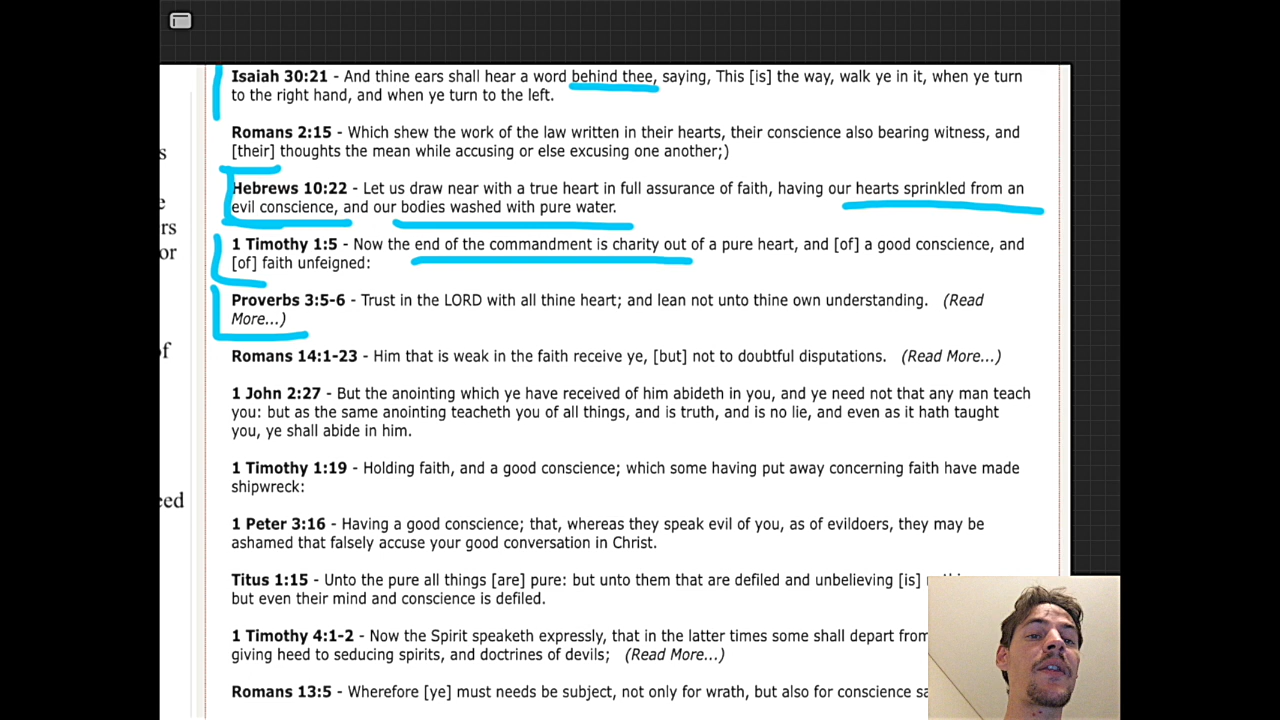 Isaiah 30:21 - And thine ears shall hear a word behind thee, saying, This [is] the way, walk ye in it, when ye turn
to the right hand, and when ye turn to the left.
s
Romans 2:15 - Which shew the work of the law written in their hearts, their conscience also bearing witness, and
[their] thoughts the mean while accusing or else excusing one another;)
Hebrews 10:22 - Let us draw near with a true heart in full assurance of faith, having our hearts sprinkled from an
e
evil conscience, and our bodies washed with pure water.
rs
1 Timothy 1:5 - Now the end of the commandment is charity out of a pure heart, and [of] a good conscience, and
or
[of] faith unfeigned:
Proverbs 3:5-6 - Trust in the LORD with all thine heart; and lean not unto thine own understanding. (Read
More...)
of
Romans 14:1-23 - Him that is weak in the faith receive ye, [but] not to doubtful disputations. (Read More...)
1 John 2:27 - But the anointing which ye have received of him abideth in you, and ye need not that any man teach
you: but as the same anointing teacheth you of all things, and is truth, and is no lie, and even as it hath taught
you, ye shall abide in him.
1 Timothy 1:19 - Holding faith, and a good conscience; which some having put away concerning faith have made
shipwreck:
eed
1 Peter 3:16 - Having a good conscience; that, whereas they speak evil of you, as of evildoers, they may be
ashamed that falsely accuse your good conversation in Christ.
Titus 1:15 - Unto the pure all things [are] pure: but unto them that are defiled and unbelieving [is]
but even their mind and conscience is defiled.
1 Timothy 4:1-2 - Now the Spirit speaketh expressly, that in the latter times some shall depart from
giving heed to seducing spirits, and doctrines of devils; (Read More...)
Romans 13:5 - Wherefore [ye] must needs be subject, not only for wrath, but also for conscience sa